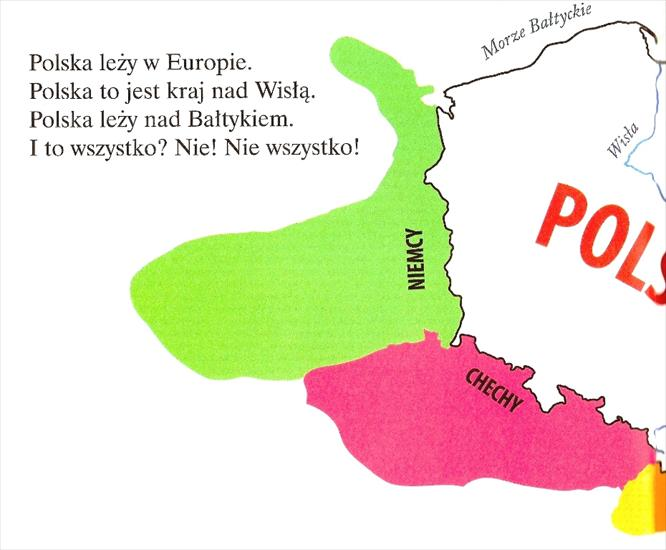 Polska leży w Europie.
Polska to jest kraj nad Wisłą.
Polska leży nad Bałtykiem.
I to wszystko? Nie! Nie wszystko!
Morze Bałtyckie
Wisła
POLS
NIEMCY
CHECHY